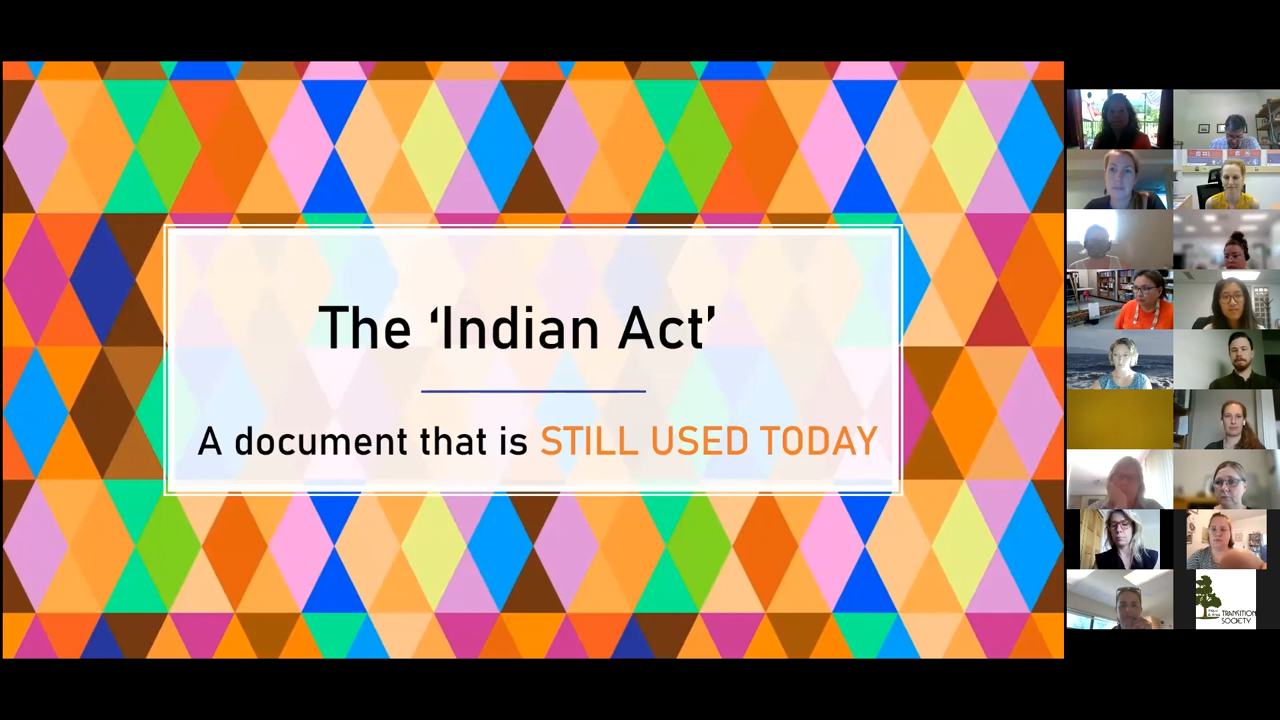 The ‘Indian Act’
A document that is STILL USED TODAY
TRANSITION
SOCIETY